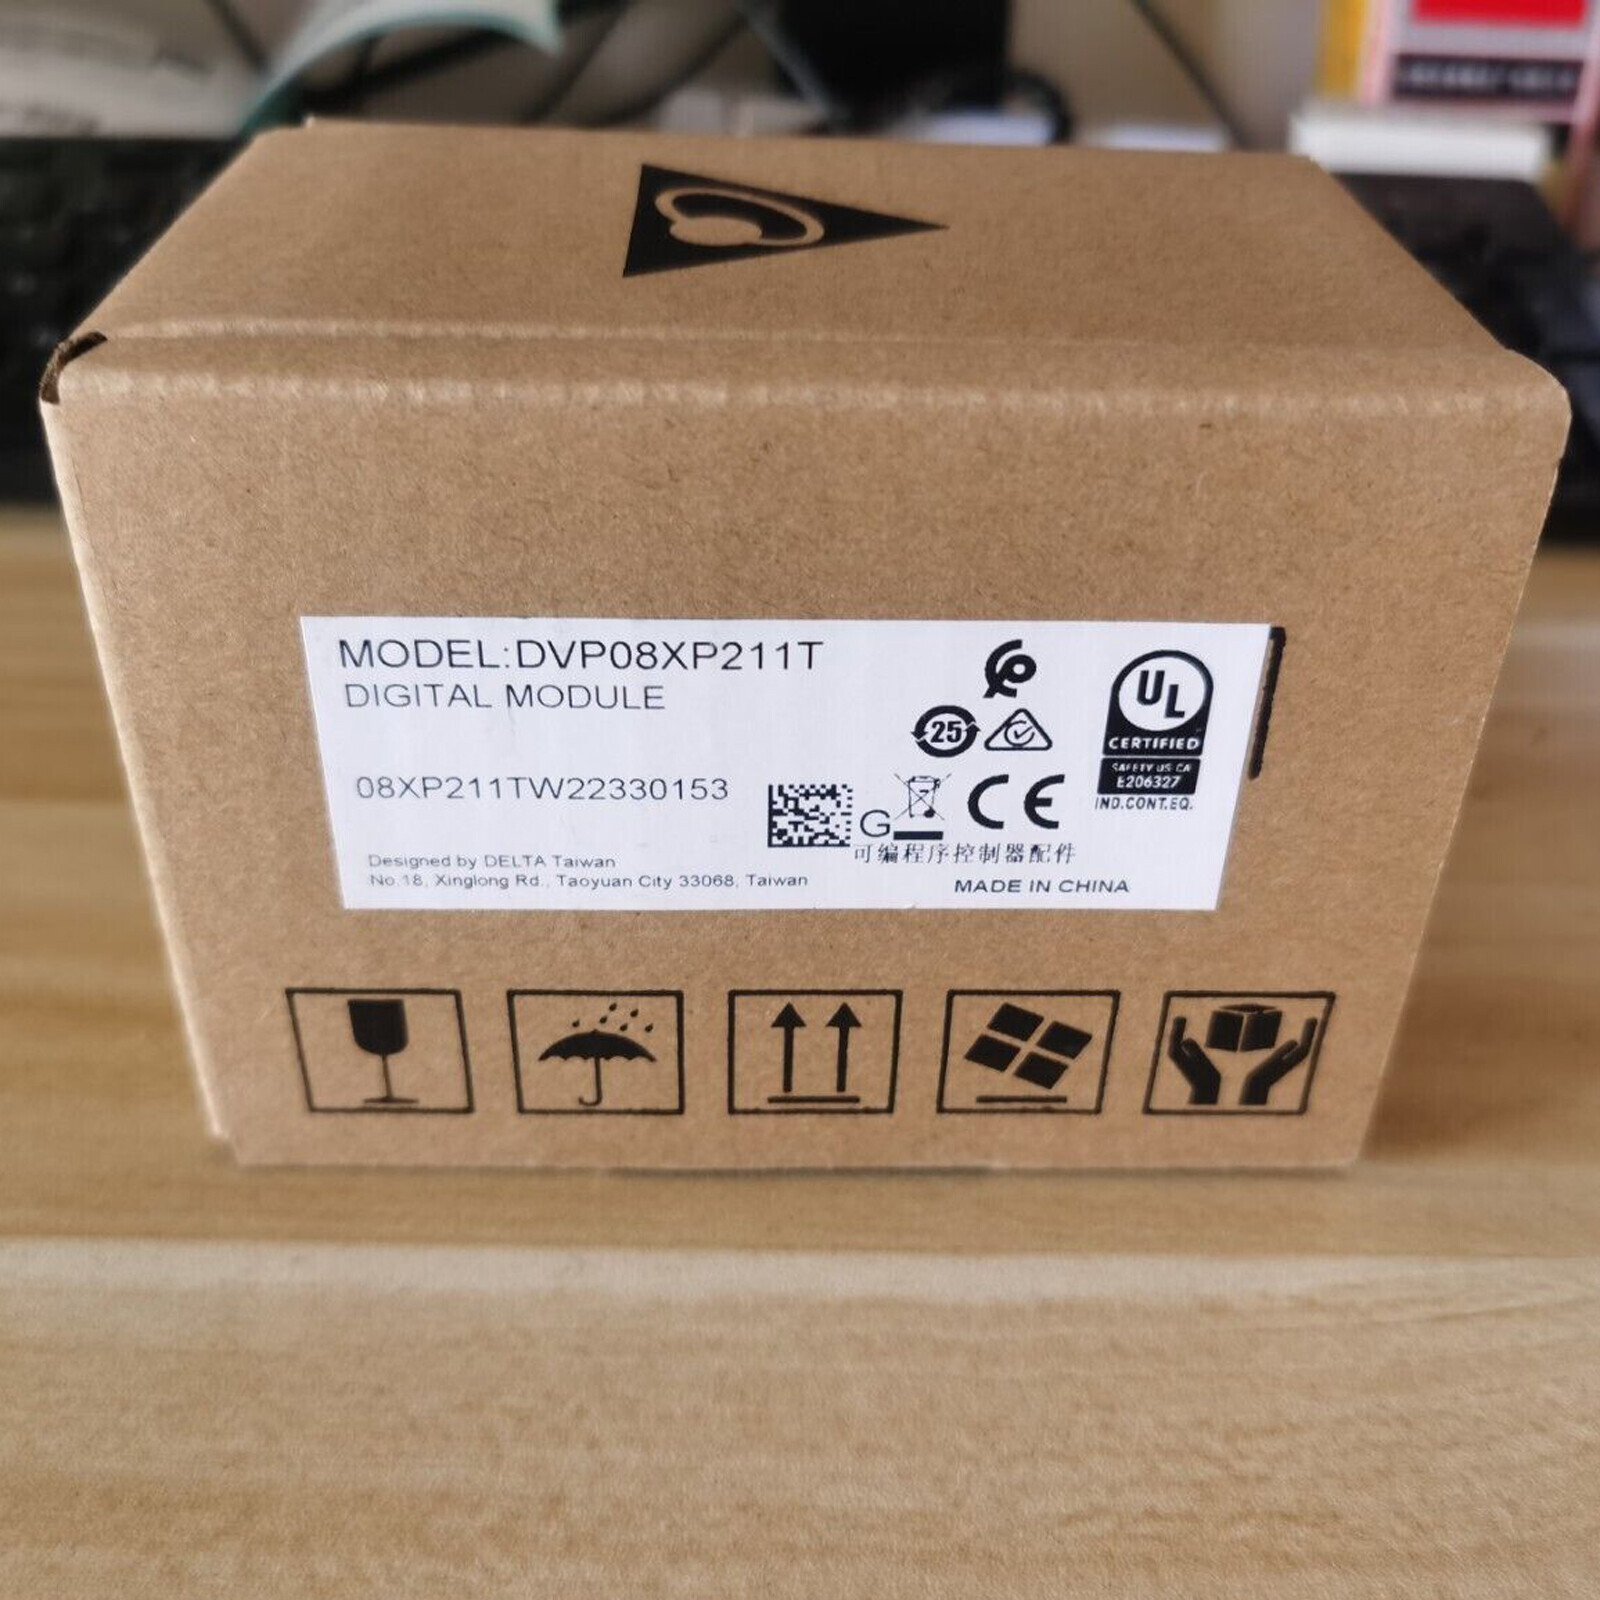 MODEL:DVP08XP211T
DIGITAL MODULE
25
UL
CERTIFIED
SAFETY US-CA
E206327
IND.CONT.EQ.
08XP211TW22330153
G
CE
可编程序控制器配件
Designed by DELTA Taiwan
No.18, Xinglong Rd., Taoyuan City 33068, Taiwan
MADE IN CHINA